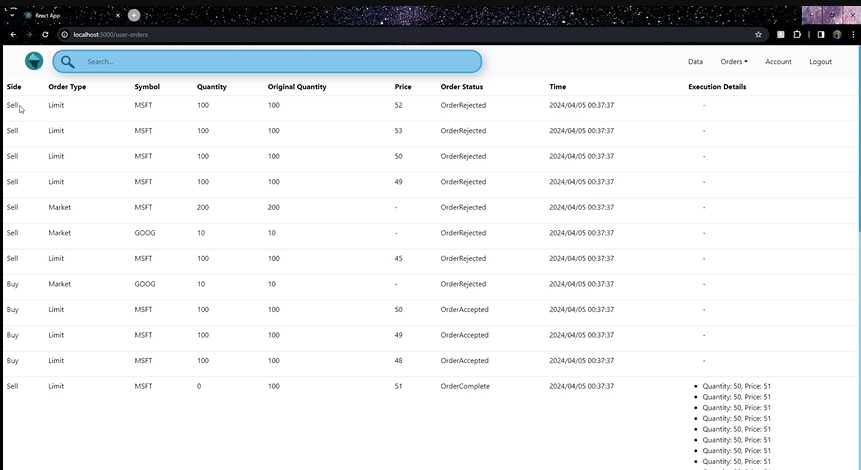 React App
localhost:3000/user-orders
Search... Data Orders Account Logout
Side Order Type Symbol Quantity Original Quantity Price Order Status Time Execution Details
Sell Limit MSFT 100 100 52 OrderRejected 2024/04/05 00:37:37 -
Sell Limit MSFT 100 100 53 OrderRejected 2024/04/05 00:37:37 -
Sell Limit MSFT 100 100 50 OrderRejected 2024/04/05 00:37:37 -
Sell Limit MSFT 100 100 49 OrderRejected 2024/04/05 00:37:37 -
Sell Market MSFT 200 200 - OrderRejected 2024/04/05 00:37:37 -
Sell Market GOOG 10 10 - OrderRejected 2024/04/05 00:37:37 -
Sell Limit MSFT 100 100 45 OrderRejected 2024/04/05 00:37:37 -
Buy Market GOOG 10 10 - OrderRejected 2024/04/05 00:37:37 -
Buy Limit MSFT 100 100 50 OrderAccepted 2024/04/05 00:37:37 -
Buy Limit MSFT 100 100 49 OrderAccepted 2024/04/05 00:37:37 -
Buy Limit MSFT 100 100 48 OrderAccepted 2024/04/05 00:37:37 -
Sell Limit MSFT 0 100 51 OrderComplete 2024/04/05 00:37:37 • Quantity: 50, Price: 51
• Quantity: 50, Price: 51
• Quantity: 50, Price: 51
• Quantity: 50, Price: 51
• Quantity: 50, Price: 51
• Quantity: 50, Price: 51
• Quantity: 50, Price: 51
• Quantity: 50, Price: 51